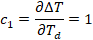 c₁ = ∂ΔT / ∂T_d = 1